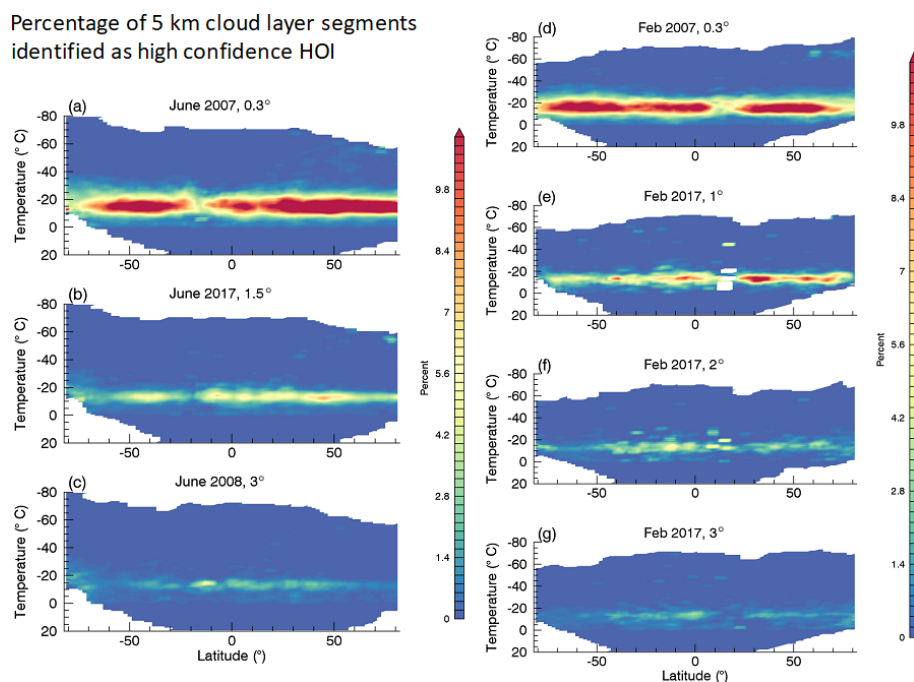 Percentage of 5 km cloud layer segments
identified as high confidence HOI
(a)
June 2007, 0.3°
-80
-60
-40
-20
0
20
Temperature (° C)
-50
0
50
(b)
June 2017, 1.5°
-80
-60
-40
-20
0
20
Temperature (° C)
-50
0
50
(c)
June 2008, 3°
-80
-60
-40
-20
0
20
Temperature (° C)
-50
0
50
Latitude (°)
9.8
8.4
7
5.6
4.2
2.8
1.4
0
Percent
(d)
Feb 2007, 0.3°
-80
-60
-40
-20
0
20
Temperature (° C)
-50
0
50
(e)
Feb 2017, 1°
-80
-60
-40
-20
0
20
Temperature (° C)
-50
0
50
(f)
Feb 2017, 2°
-80
-60
-40
-20
0
20
Temperature (° C)
-50
0
50
(g)
Feb 2017, 3°
-80
-60
-40
-20
0
20
Temperature (° C)
-50
0
50
Latitude (°)
9.8
8.4
7
5.6
4.2
2.8
1.4
0
Percent